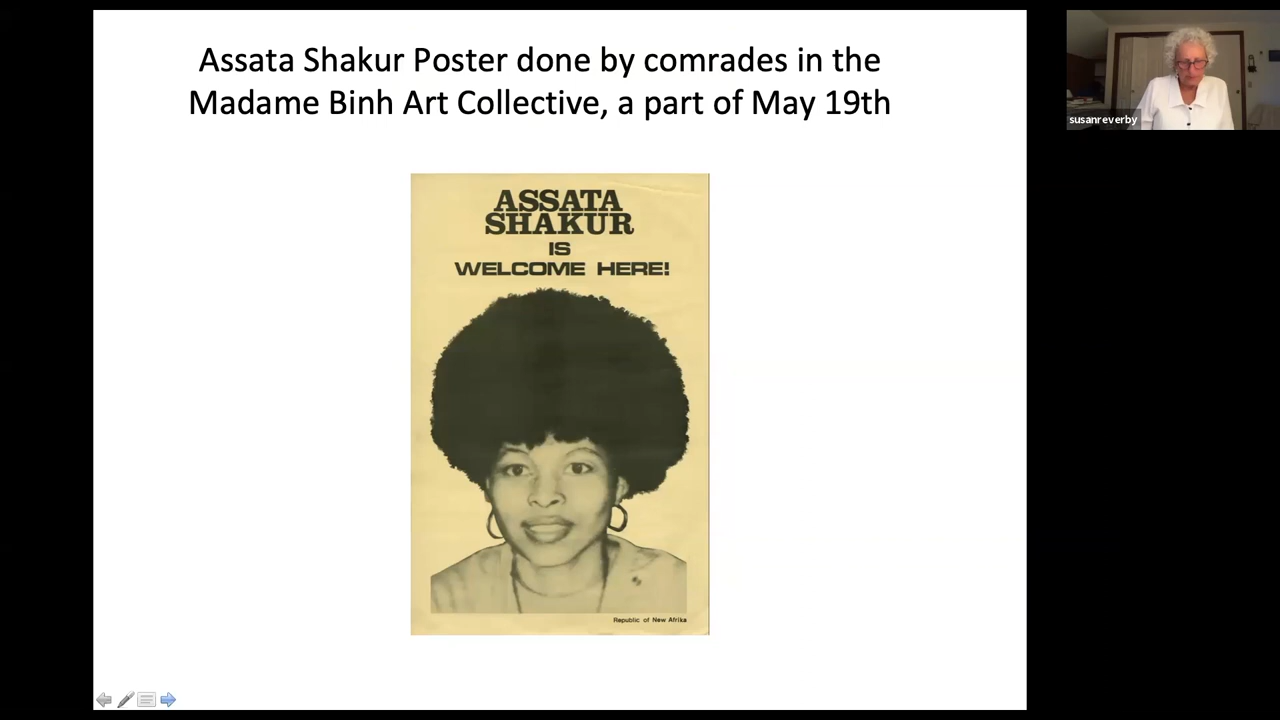 Assata Shakur Poster done by comrades in the
Madame Binh Art Collective, a part of May 19th
ASSATA
SHAKUR
IS
WELCOME HERE!
Republic of New Afrika
susanreverby